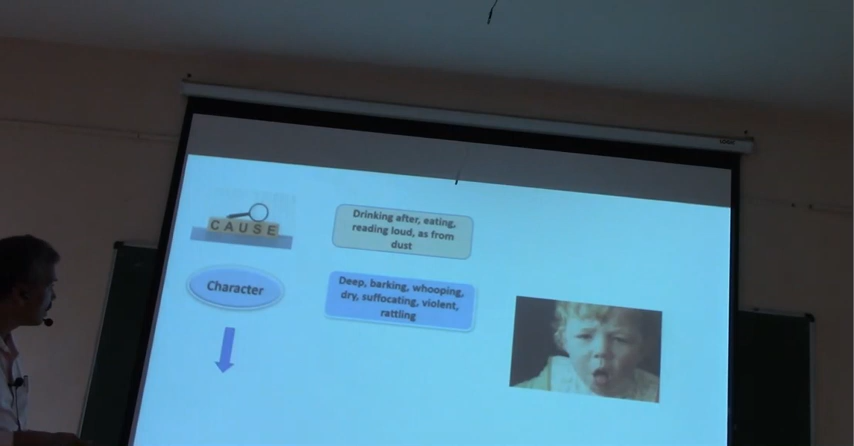 CAUSE
Drinking after, eating,
reading loud, as from
dust
Character
Deep, barking, whooping,
dry, suffocating, violent,
rattling